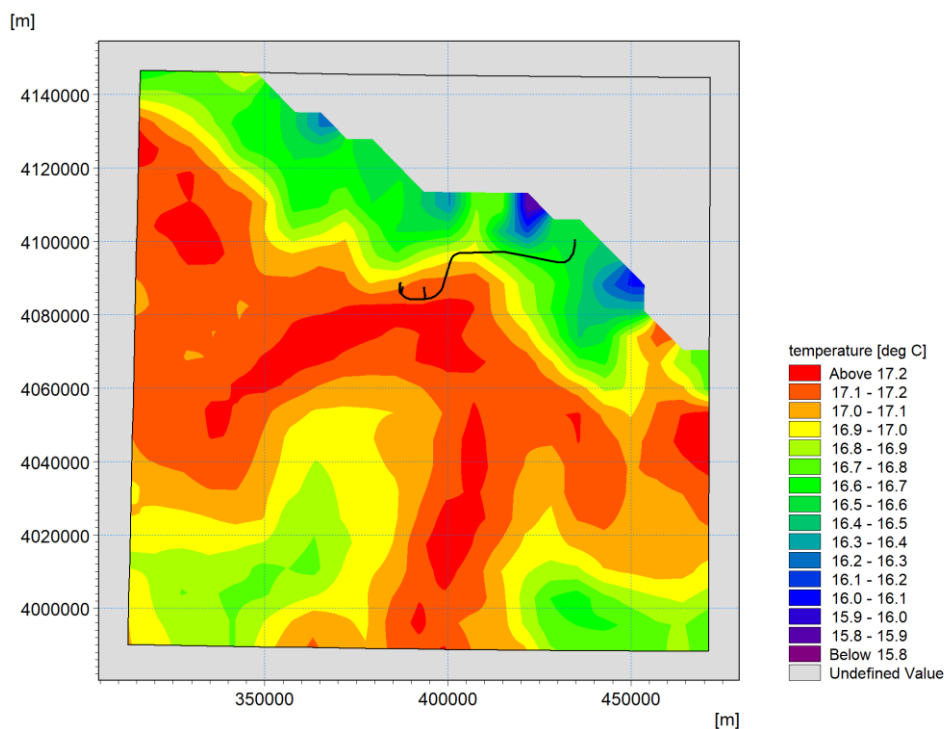 [m]
4140000
4120000
4100000
4080000
4060000
4040000
4020000
4000000
350000 400000 450000
[m]
temperature [deg C]
Above 17.2
17.1 - 17.2
17.0 - 17.1
16.9 - 17.0
16.8 - 16.9
16.7 - 16.8
16.6 - 16.7
16.5 - 16.6
16.4 - 16.5
16.3 - 16.4
16.2 - 16.3
16.1 - 16.2
16.0 - 16.1
15.9 - 16.0
15.8 - 15.9
Below 15.8
Undefined Value